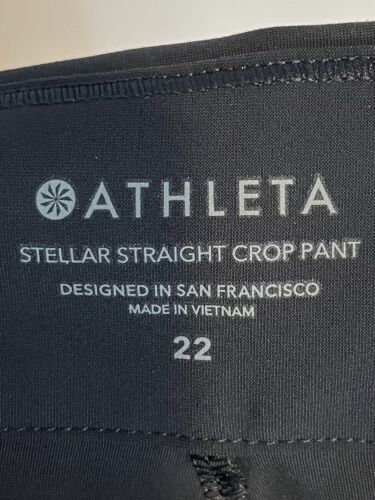 ATHLETA
STELLAR STRAIGHT CROP PANT
DESIGNED IN SAN FRANCISCO
MADE IN VIETNAM
22